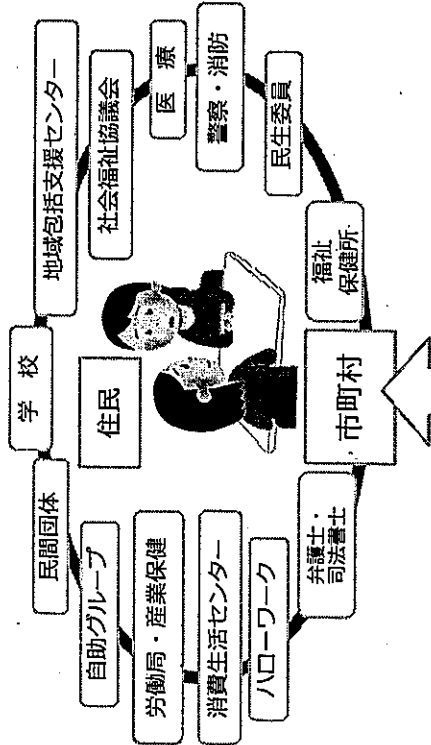 学校
地域包括支援センター
社会福祉協議会
医療
警察・消防
民生委員
福祉
保健所
市町村
弁護士・
司法書士
ハローワーク
消費生活センター
労働局・産業保健
自助グループ
民間団体
住民